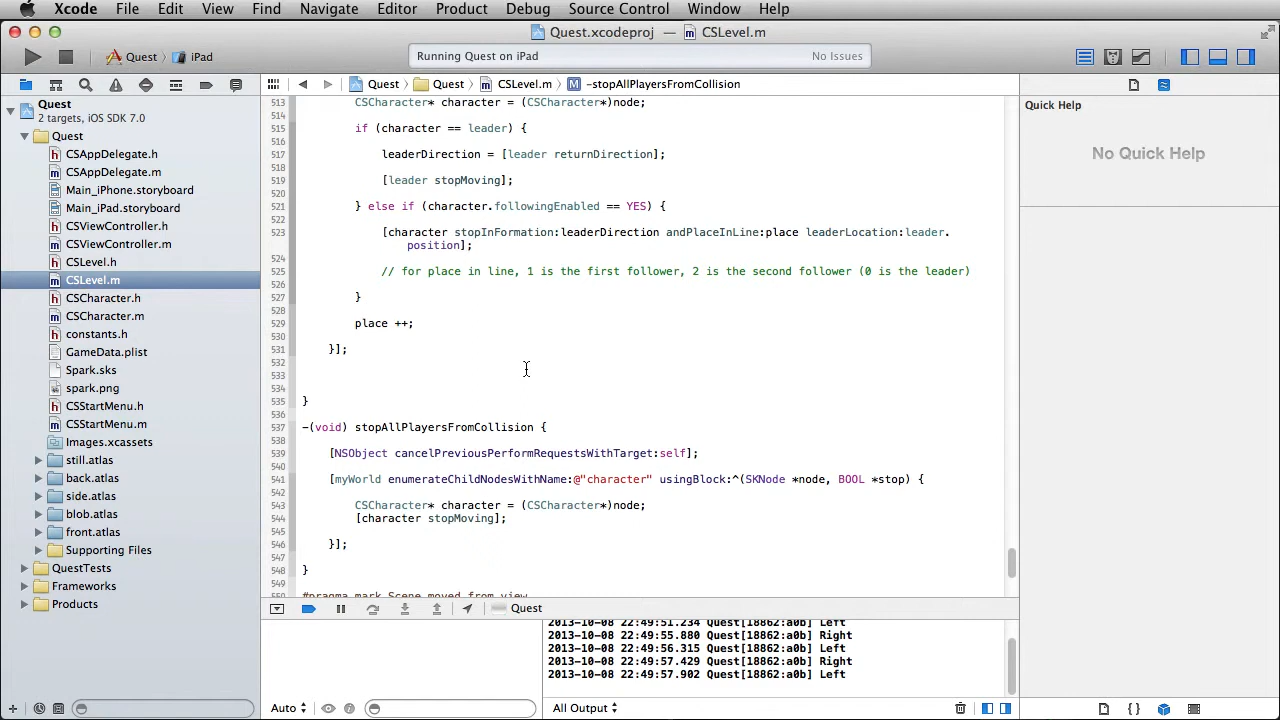 Xcode File Edit View Find Navigate Editor Product Debug Source Control Window Help
Quest.xcodeproj — CSLevel.m
Quest iPad
Running Quest on iPad No Issues
Quest Quest CSLevel.m M -stopAllPlayersFromCollision
Quest
2 targets, iOS SDK 7.0
Quest
CSAppDelegate.h
CSAppDelegate.m
Main_iPhone.storyboard
Main_iPad.storyboard
CSViewController.h
CSViewController.m
CSLevel.h
CSLevel.m
CSCharacter.h
CSCharacter.m
constants.h
GameData.plist
Spark.sks
spark.png
CSStartMenu.h
CSStartMenu.m
Images.xcassets
still.atlas
back.atlas
side.atlas
blob.atlas
front.atlas
Supporting Files
QuestTests
Frameworks
Products
513 CSCharacter* character = (CSCharacter*)node;
514
515 if (character == leader) {
516
517 leaderDirection = [leader returnDirection];
518
519 [leader stopMoving];
520
521 } else if (character.followingEnabled == YES) {
522
523 [character stopInFormation:leaderDirection andPlaceInLine:place leaderLocation:leader.
position];
524
525 // for place in line, 1 is the first follower, 2 is the second follower (0 is the leader)
526
527 }
528
529 place ++;
530
531 }];
532
533
534
535 }
536
537 -(void) stopAllPlayersFromCollision {
538
539 [NSObject cancelPreviousPerformRequestsWithTarget:self];
540
541 [myWorld enumerateChildNodesWithName:@"character" usingBlock:^(SKNode *node, BOOL *stop) {
542
543 CSCharacter* character = (CSCharacter*)node;
544 [character stopMoving];
545
546 }];
547
548 }
549
550 #pragma mark Scene moved from view
Quest
2013-10-08 22:49:51.234 Quest[18862:a0b] Left
2013-10-08 22:49:55.880 Quest[18862:a0b] Right
2013-10-08 22:49:56.315 Quest[18862:a0b] Left
2013-10-08 22:49:57.429 Quest[18862:a0b] Right
2013-10-08 22:49:57.902 Quest[18862:a0b] Left
Auto
All Output
Quick Help
No Quick Help